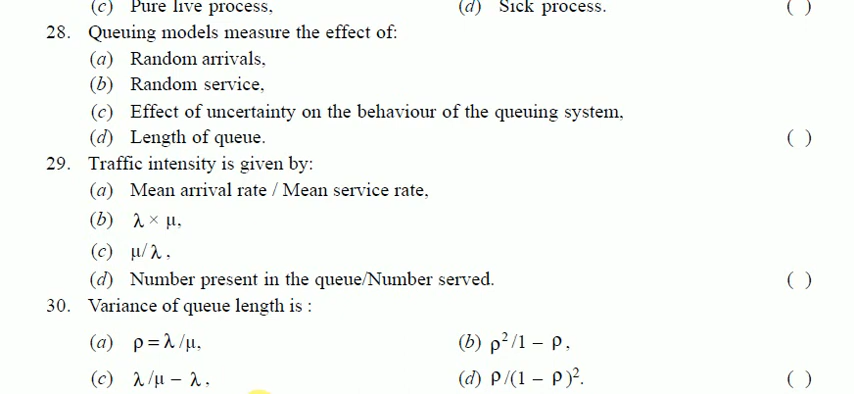 (c) Pure live process, (d) Sick process. ( )
28. Queuing models measure the effect of:
(a) Random arrivals,
(b) Random service,
(c) Effect of uncertainty on the behaviour of the queuing system,
(d) Length of queue. ( )
29. Traffic intensity is given by:
(a) Mean arrival rate / Mean service rate,
(b) λ × μ,
(c) μ/λ,
(d) Number present in the queue/Number served. ( )
30. Variance of queue length is :
(a) ρ = λ/μ, (b) ρ²/1 – ρ,
(c) λ/μ – λ, (d) ρ/(1 – ρ)². ( )